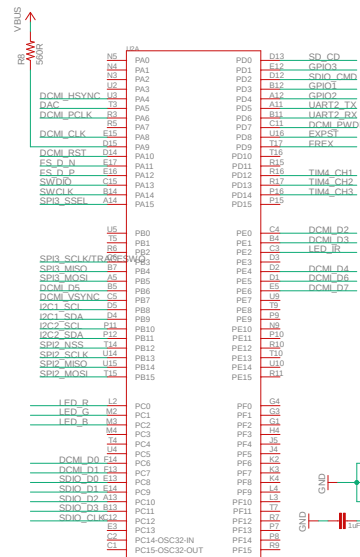 VBUS
R8
560R
N5 PA0 PD0 D13 SD_CD
N4 PA1 PD1 E12 GPIO3
N3 PA2 PD2 D12 SDIO_CMD
U2 PA3 PD3 B12 GPIO1
DCMI_HSYNC U3 PA4 PD4 A12 GPIO2
DAC T3 PA5 PD5 A11 UART2_TX
DCMI_PCLK R3 PA6 PD6 B11 UART2_RX
R5 PA7 PD7 C11 DCMI_PWD
DCMI_CLK E15 PA8 PD8 U16 EXPST
D15 PA9 PD9 T17 FREX
DCMI_RST D14 PA10 PD10 T16
FS_D_N E17 PA11 PD11 R15
FS_D_P E16 PA12 PD12 R16 TIM4_CH1
SWDIO C15 PA13 PD13 R17 TIM4_CH2
SWCLK B14 PA14 PD14 P16 TIM4_CH3
SPI3_SSEL A14 PA15 PD15 P15
U5 PB0 PE0 C4 DCMI_D2
T5 PB1 PE1 B4 DCMI_D3
R6 PB2 PE2 C3 LED_IR
SPI3_SCLK/TRACESWO PB3 PE3 D3
SPI3_MISO B7 PB4 PE4 D2 DCMI_D4
SPI3_MOSI A5 PB5 PE5 D1 DCMI_D6
DCMI_D5 B5 PB6 PE6 E5 DCMI_D7
DCMI_VSYNC C5 PB7 PE7 U9
I2C1_SCL D5 PB8 PE8 T9
I2C1_SDA D4 PB9 PE9 P9
I2C2_SCL P11 PB10 PE10 N9
I2C2_SDA P12 PB11 PE11 P10
SPI2_NSS T14 PB12 PE12 R10
SPI2_SCLK U14 PB13 PE13 T10
SPI2_MISO U15 PB14 PE14 U10
SPI2_MOSI T15 PB15 PE15 R11
LED_R L2 PC0 PF0 G4
LED_G M2 PC1 PF1 G3
LED_B M3 PC2 PF2 G1
M4 PC3 PF3 H4
T4 PC4 PF4 J5
U4 PC5 PF5 J4
DCMI_D0 F14 PC6 PF6 K2
DCMI_D1 F13 PC7 PF7 K3
SDIO_D0 E13 PC8 PF8 K4
SDIO_D1 E14 PC9 PF9 L4
SDIO_D2 A13 PC10 PF10 L3
SDIO_D3 B13 PC11 PF11 T7
SDIO_CLK C12 PC12 PF12 R7
E3 PC13 PF13 P7
C2 PC14-OSC32-IN PF14 P8
C1 PC15-OSC32-OUT PF15 R9
GND
GND
1uF